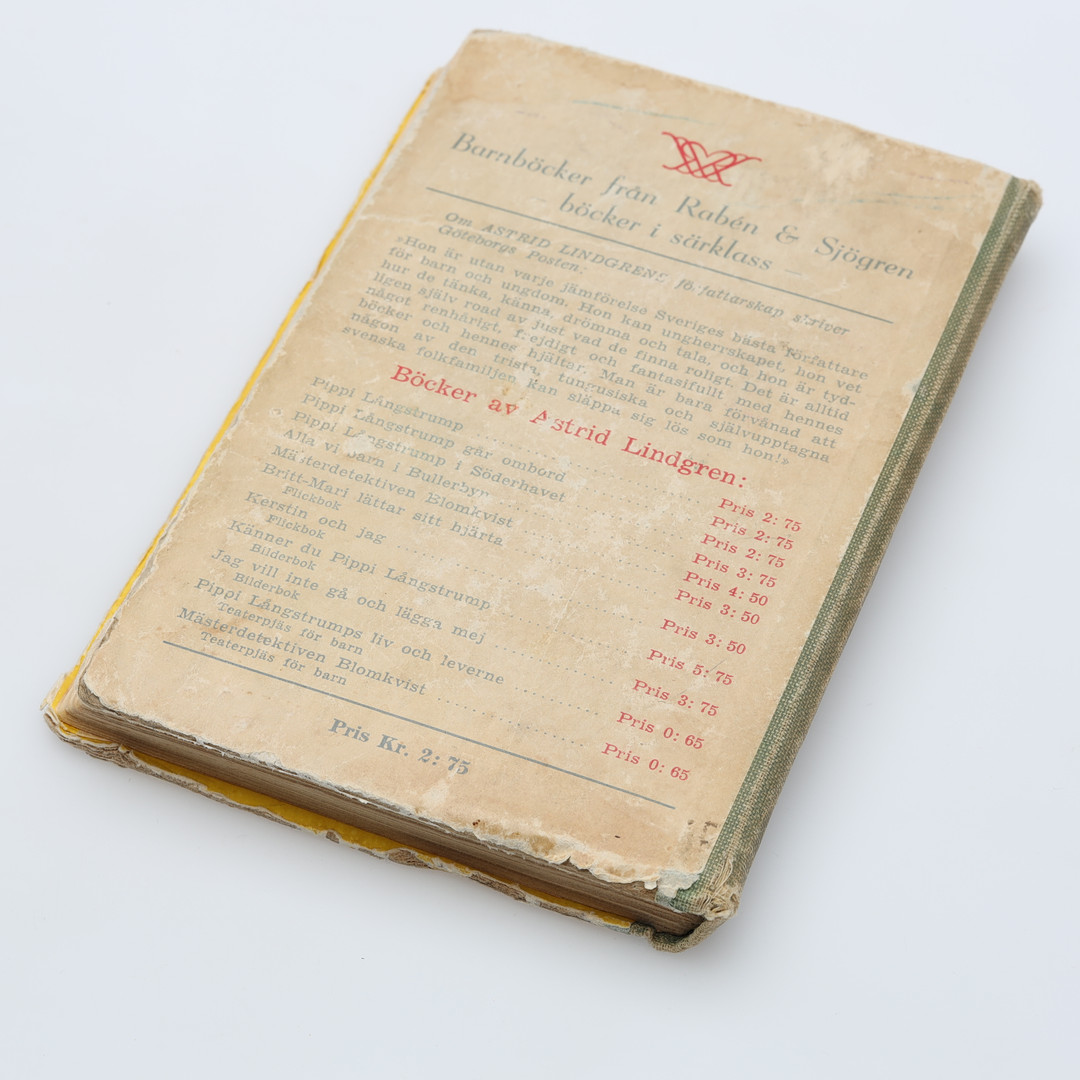 Barnböcker från Rabén & Sjögren
böcker i särklass —
Om ASTRID LINDGRENS författarskap skriver
Göteborgs Posten:
»Hon är utan varje jämförelse Sveriges bästa författare
för barn och ungdom. Hon kan ungherrskapet, hon vet
hur de tänka, känna, drömma och tala, och hon är tyd-
ligen själv road av just vad de finna roligt. Det är alltid
något renhårigt, frejdigt och fantasifullt med hennes
böcker och hennes hjältar. Man är bara förvånad att
någon av den trista, tungusiska och självupptagna
svenska folkfamiljen kan släppa sig lös som hon!»
Böcker av Astrid Lindgren:
Pippi Långstrump Pris 2: 75
Pippi Långstrump går ombord Pris 2: 75
Pippi Långstrump i Söderhavet Pris 2: 75
Alla vi barn i Bullerbyn Pris 3: 75
Mästerdetektiven Blomkvist Pris 4: 50
Britt-Mari lättar sitt hjärta Pris 3: 50
Flickbok
Kerstin och jag Pris 3: 50
Flickbok
Känner du Pippi Långstrump Pris 5: 75
Bilderbok
Jag vill inte gå och lägga mej Pris 3: 75
Bilderbok
Pippi Långstrumps liv och leverne Pris 0: 65
Teaterpjäs för barn
Mästerdetektiven Blomkvist Pris 0: 65
Teaterpjäs för barn
Pris Kr. 2: 75